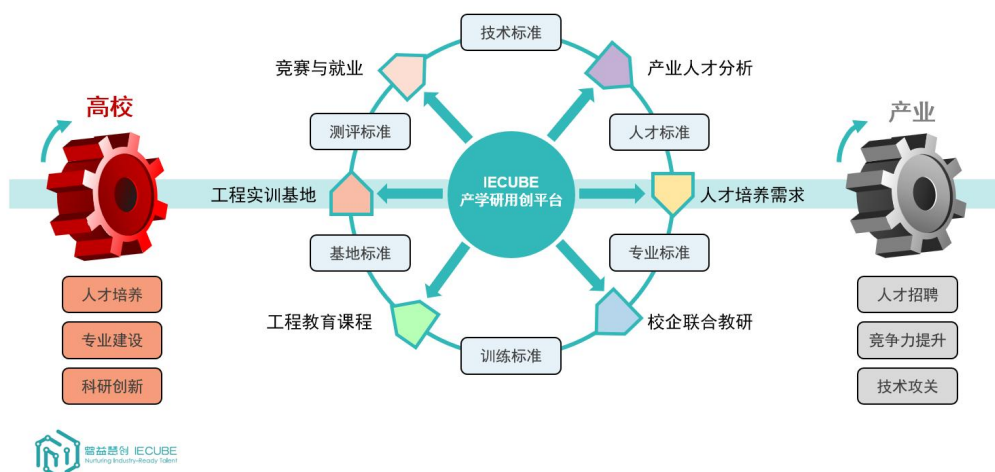 技术标准
竞赛与就业
产业人才分析
高校
产业
测评标准
人才标准
IECUBE
产学研用创平台
工程实训基地
人才培养需求
基地标准
专业标准
人才培养
人才招聘
工程教育课程
校企联合教研
专业建设
竞争力提升
训练标准
科研创新
技术攻关
曾益慧创 IECUBE
Nurturing Industry-Ready Talent